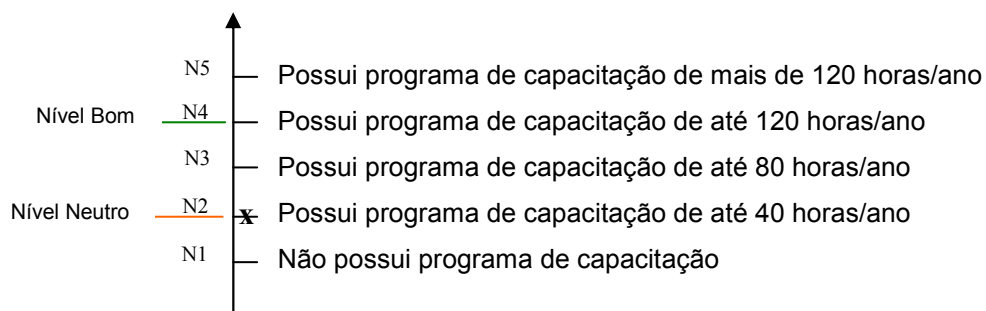 N5 Possui programa de capacitação de mais de 120 horas/ano
Nível Bom N4 Possui programa de capacitação de até 120 horas/ano
N3 Possui programa de capacitação de até 80 horas/ano
Nível Neutro N2 x Possui programa de capacitação de até 40 horas/ano
N1 Não possui programa de capacitação